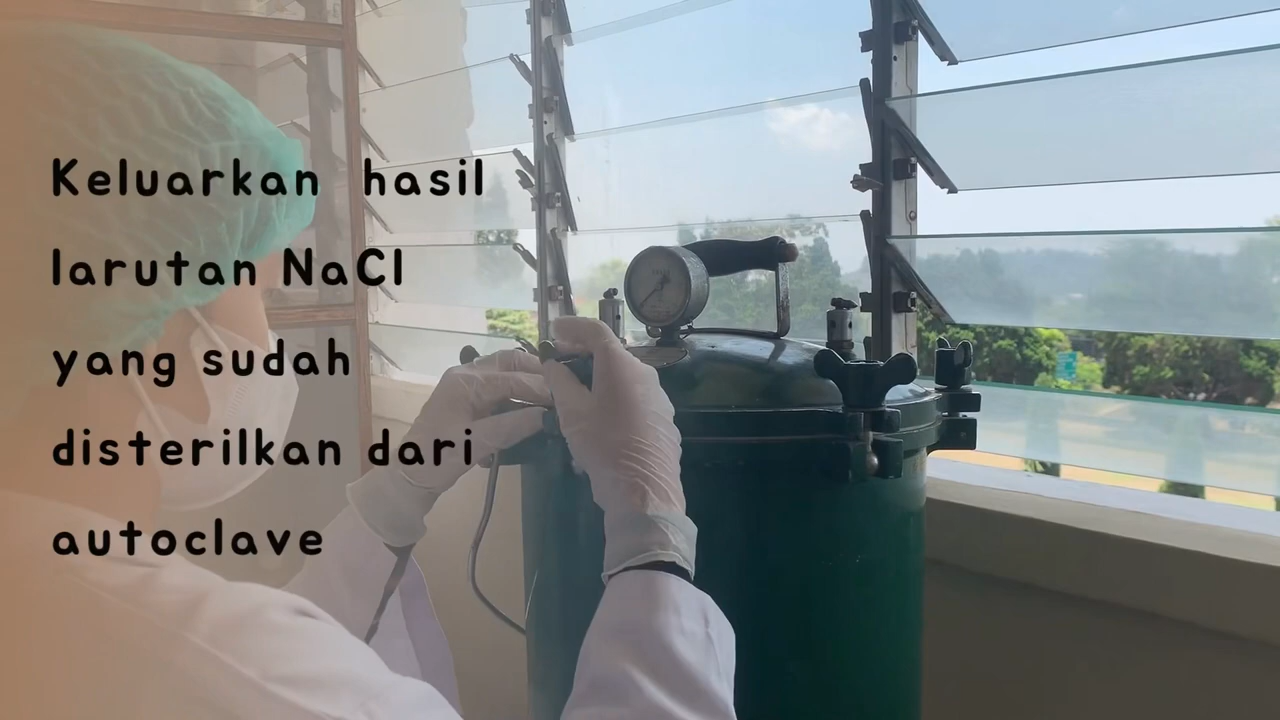 Keluarkan hasil
larutan NaCl
yang sudah
disterilkan dari
autoclave